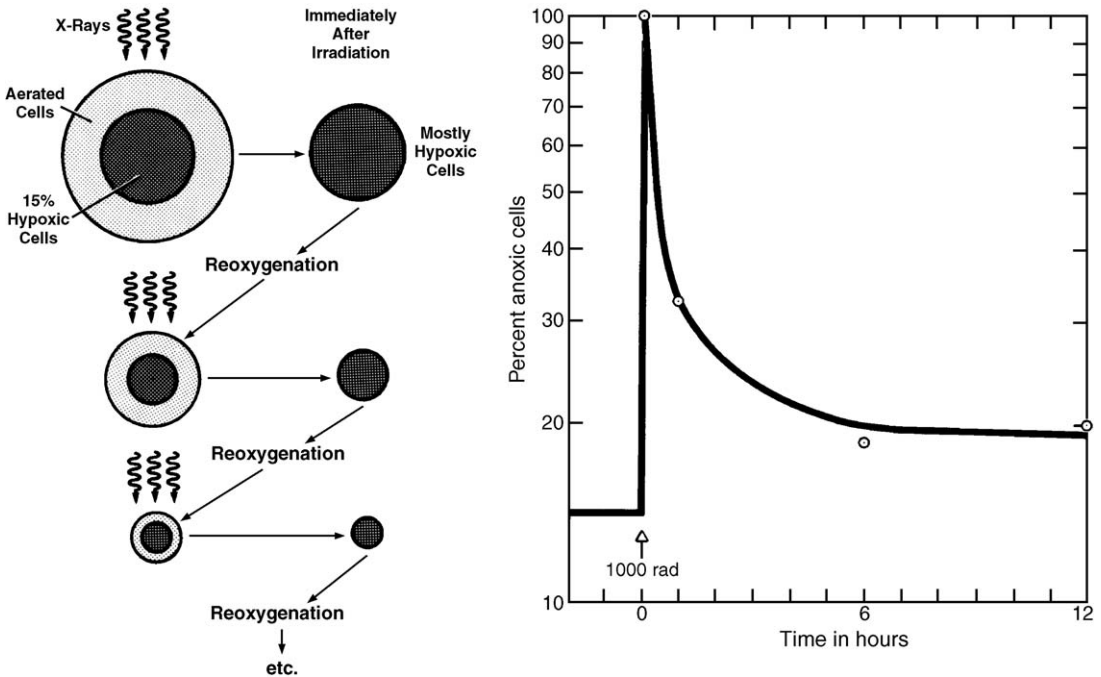 X-Rays
Immediately
After
Irradiation
Aerated
Cells
Mostly
Hypoxic
Cells
15%
Hypoxic
Cells
Reoxygenation
Reoxygenation
Reoxygenation
etc.
Percent anoxic cells
100
90
80
70
60
50
40
30
20
10
1000 rad
0
6
12
Time in hours